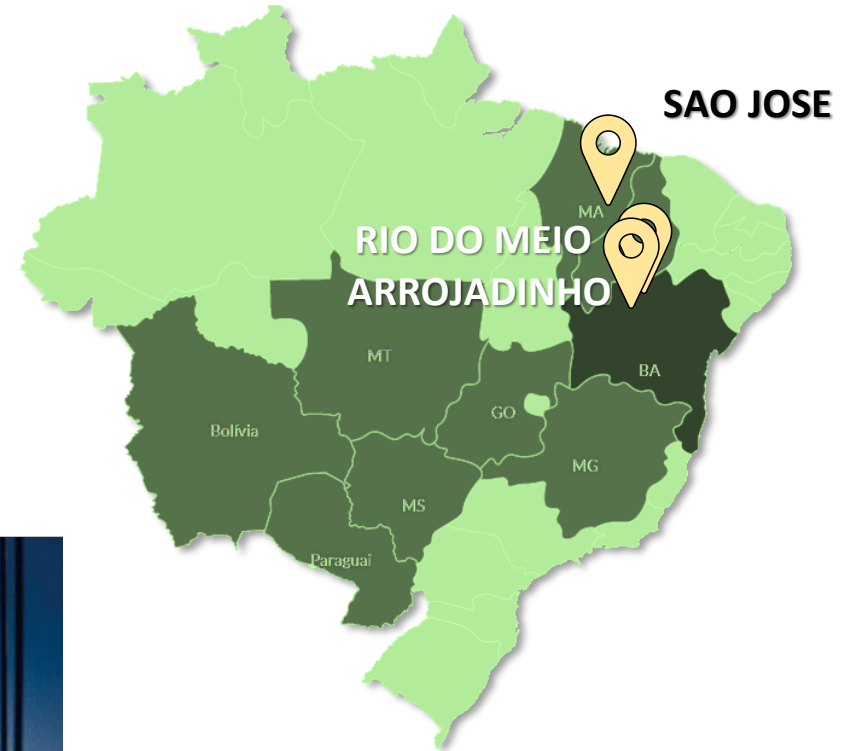 SAO JOSE
MA
RIO DO MEIO
ARROJADINHO
MT
BA
GO
Bolívia
MG
MS
Paraguai